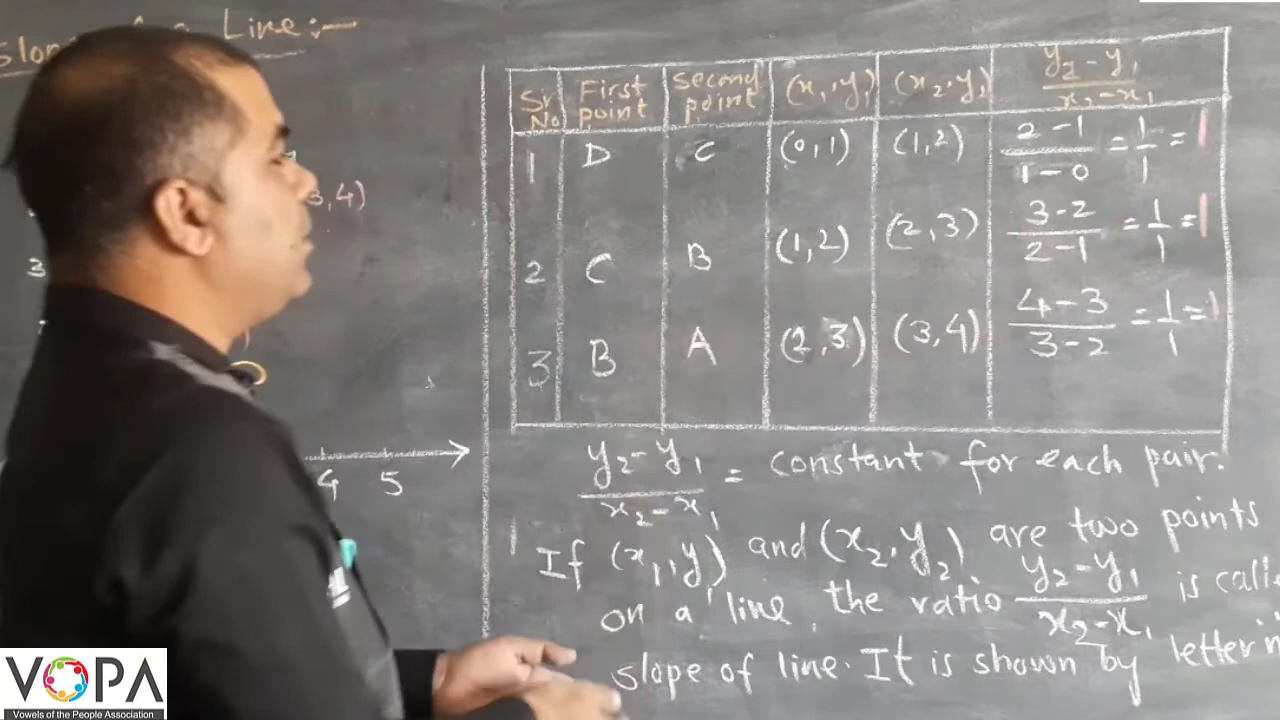 Line :-
3, 4)
3
4 5
Sr. No First point Second point (x₁, y₁) (x₂, y₁) y₂ - y₁ / x₂ - x₁
1 D C (0, 1) (1, 2) 2 - 1 / 1 - 0 = 1/1 = 1
2 C B (1, 2) (2, 3) 3 - 2 / 2 - 1 = 1/1 = 1
3 B A (2, 3) (3, 4) 4 - 3 / 3 - 2 = 1/1 = 1
y₂ - y₁ / x₂ - x₁ = constant for each pair.
If (x₁, y₁) and (x₂, y₂) are two points
on a line, the ratio y₂ - y₁ / x₂ - x₁ is calle
slope of line. It is shown by letter m
VOPA
Vowels of the People Association